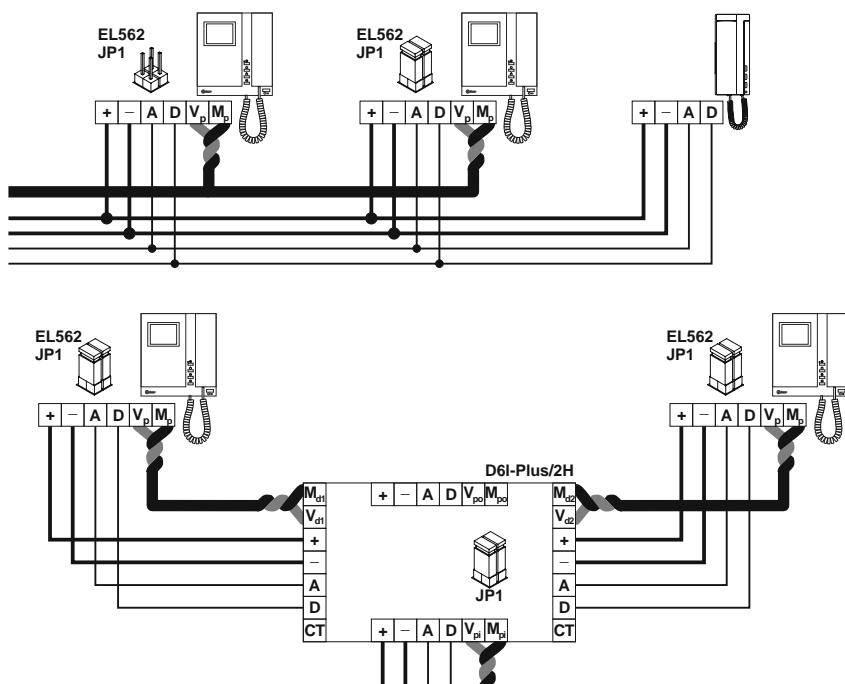 EL562
JP1
EL562
JP1
+ – A D Vp Mp
+ – A D Vp Mp
+ – A D
EL562
JP1
EL562
JP1
+ – A D Vp Mp
+ – A D Vp Mp
D6I-Plus/2H
Md1
+ – A D Vpo Mpo
Md2
Vd1
Vd2
+
+
–
–
JP1
A
A
D
D
CT
+ – A D Vpi Mpi
CT